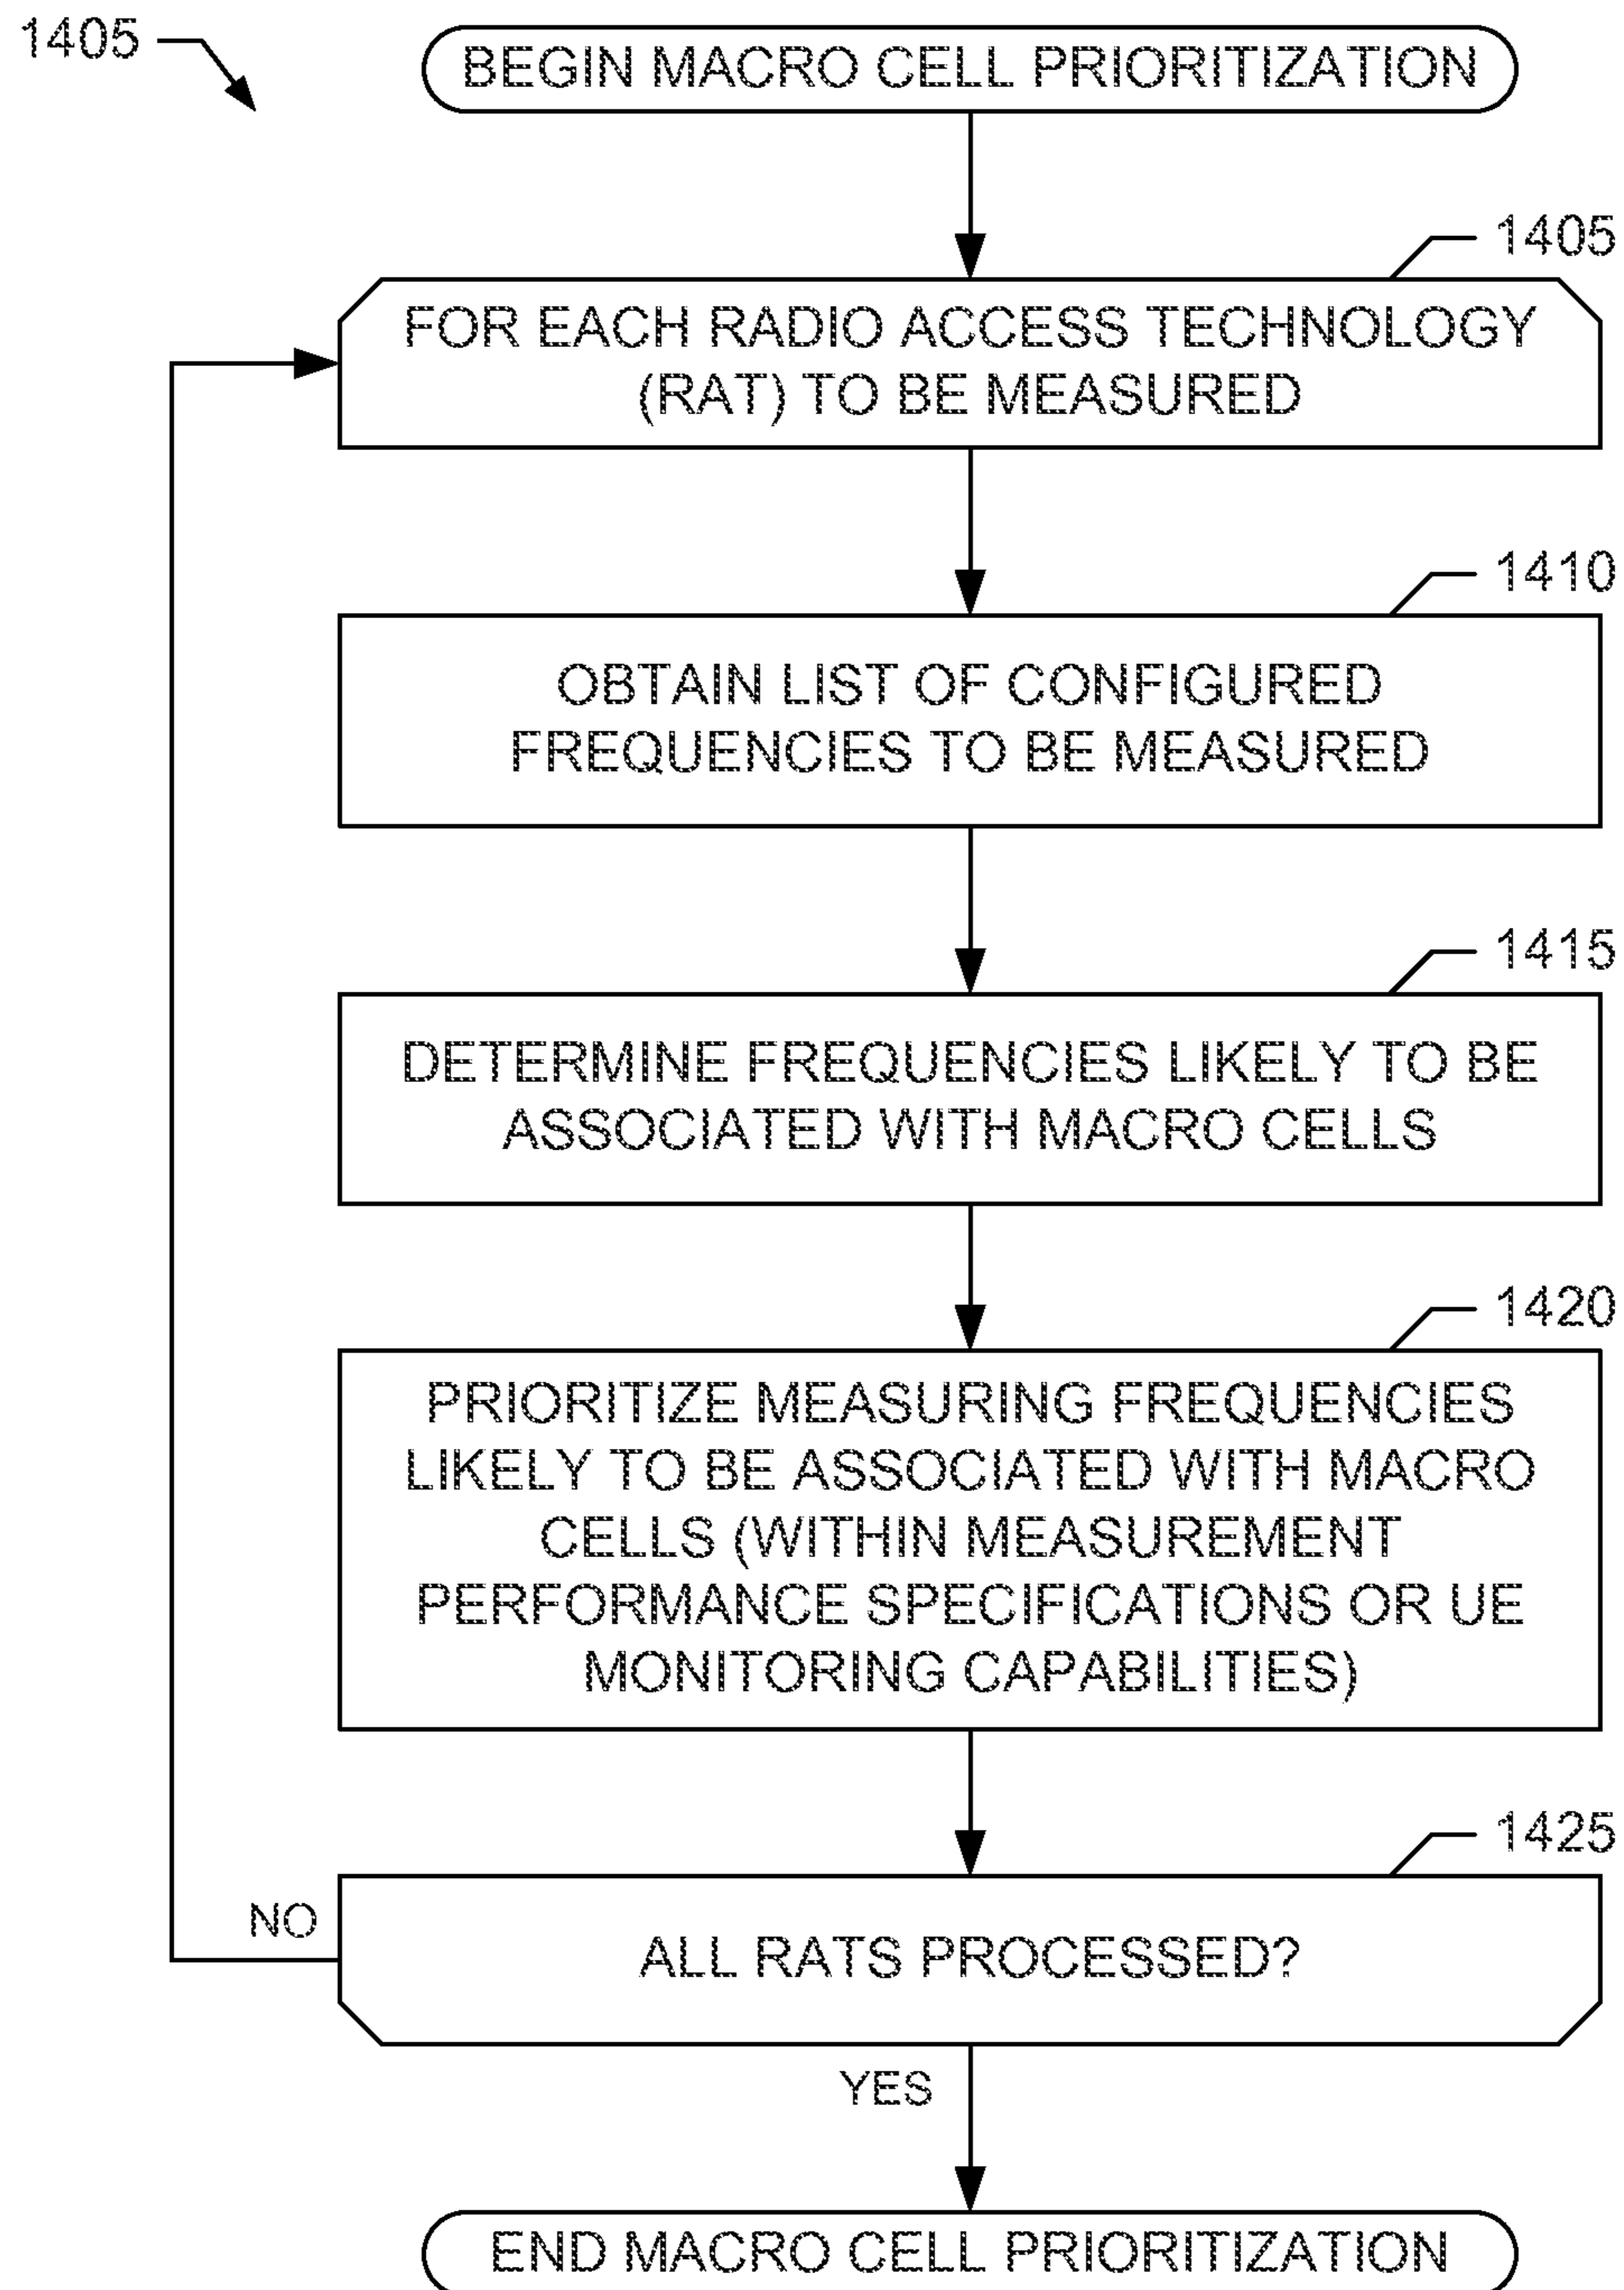 1405
BEGIN MACRO CELL PRIORITIZATION
1405
FOR EACH RADIO ACCESS TECHNOLOGY
(RAT) TO BE MEASURED
1410
OBTAIN LIST OF CONFIGURED
FREQUENCIES TO BE MEASURED
1415
DETERMINE FREQUENCIES LIKELY TO BE
ASSOCIATED WITH MACRO CELLS
1420
PRIORITIZE MEASURING FREQUENCIES
LIKELY TO BE ASSOCIATED WITH MACRO
CELLS (WITHIN MEASUREMENT
PERFORMANCE SPECIFICATIONS OR UE
MONITORING CAPABILITIES)
1425
NO
ALL RATS PROCESSED?
YES
END MACRO CELL PRIORITIZATION